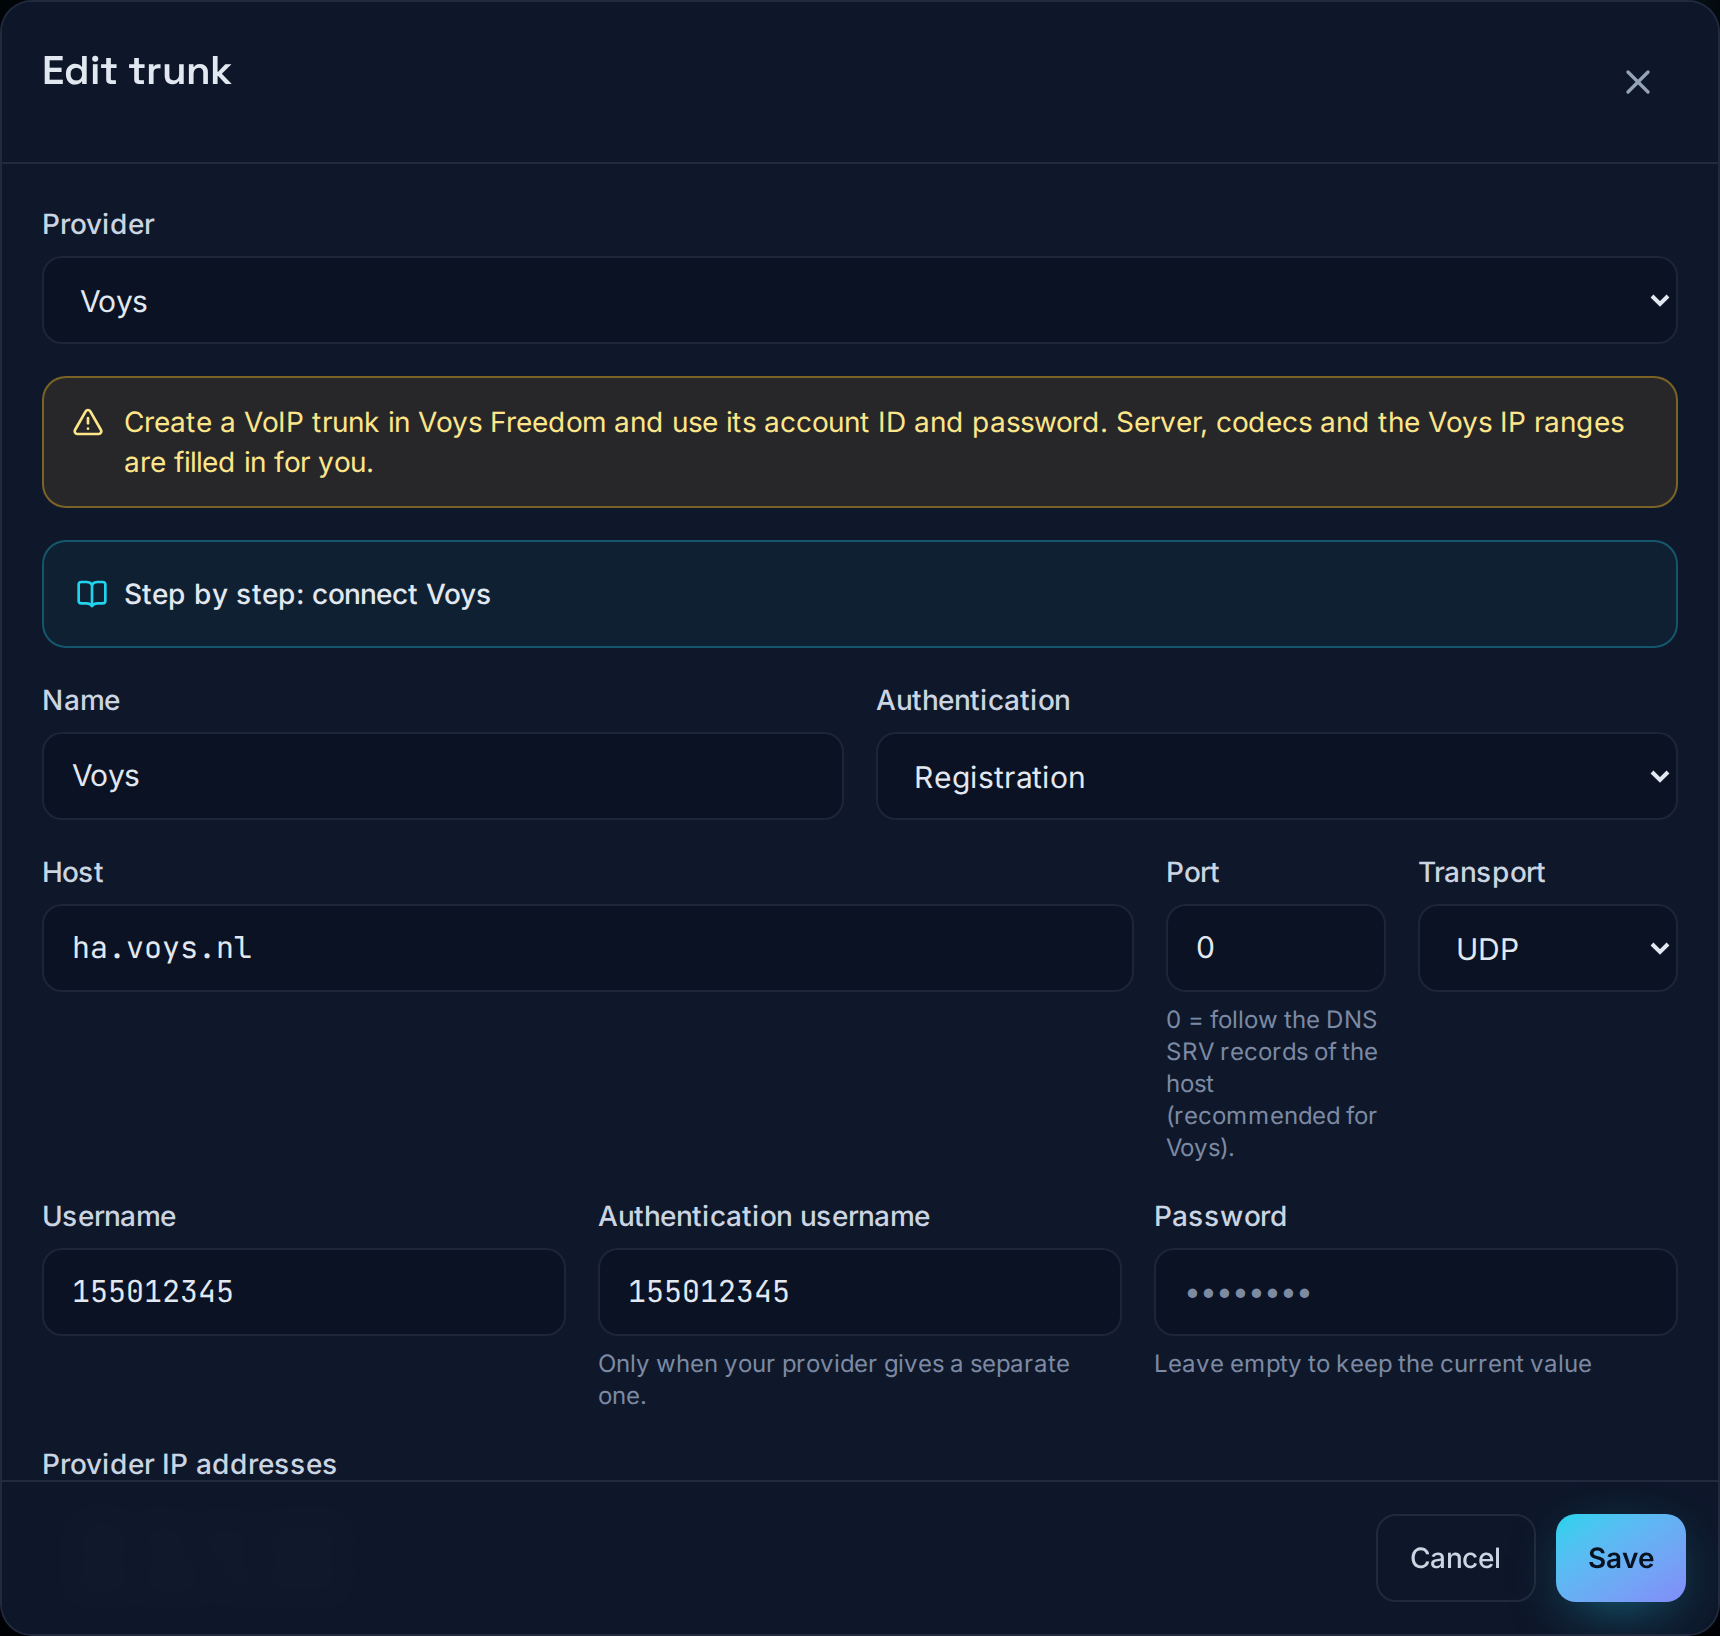 Edit trunk
Provider
Voys
Create a VoIP trunk in Voys Freedom and use its account ID and password. Server, codecs and the Voys IP ranges
are filled in for you.
Step by step: connect Voys
Name
Authentication
Voys
Registration
Host
Port
Transport
ha.voys.nl
0
UDP
0 = follow the DNS
SRV records of the
host
(recommended for
Voys).
Username
Authentication username
Password
155012345
155012345
••••••••
Only when your provider gives a separate
one.
Leave empty to keep the current value
Provider IP addresses
Cancel
Save